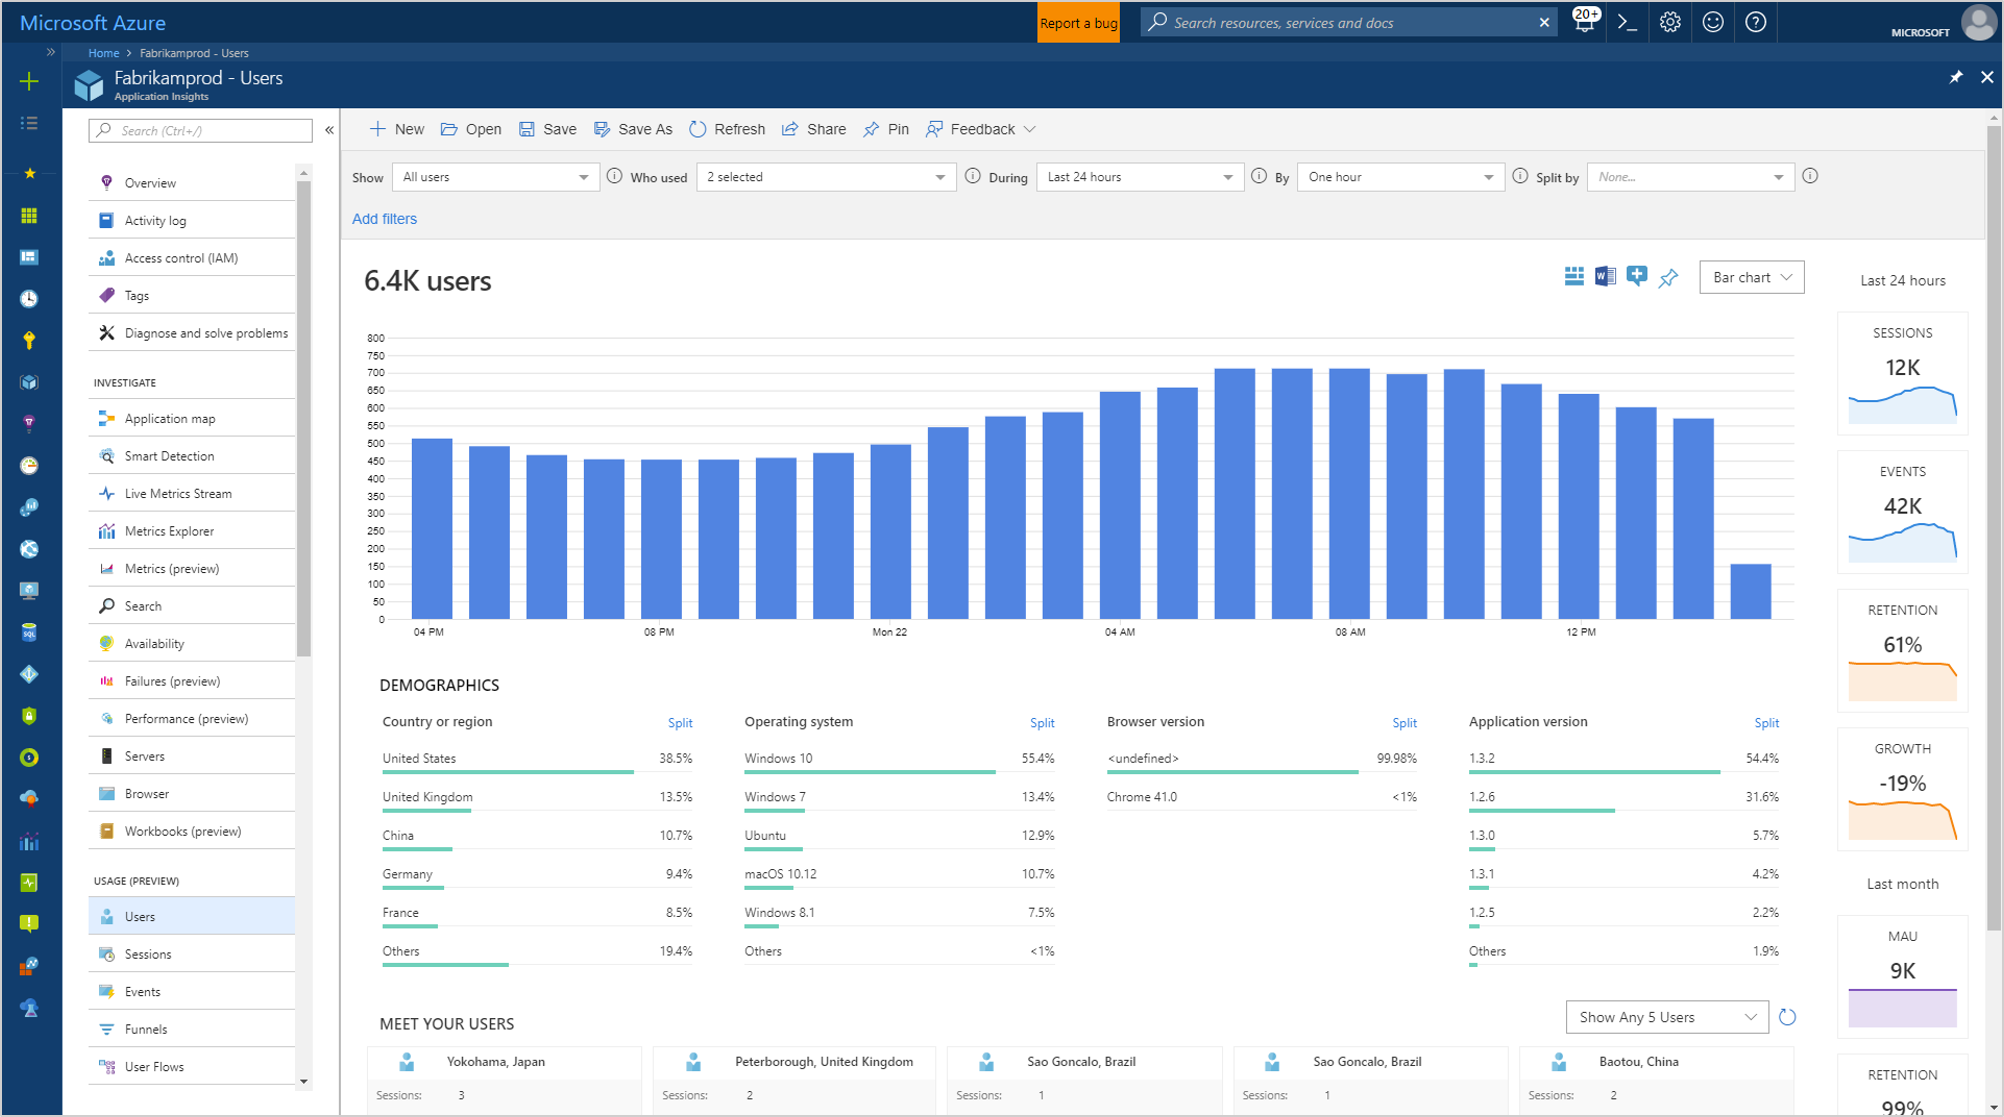 Microsoft Azure
Report a bug
Search resources, services and docs
20+
MICROSOFT
Home > Fabrikamprod - Users
Fabrikamprod - Users
Application Insights
Search (Ctrl+/)
Overview
Activity log
Access control (IAM)
Tags
Diagnose and solve problems
INVESTIGATE
Application map
Smart Detection
Live Metrics Stream
Metrics Explorer
Metrics (preview)
Search
Availability
Failures (preview)
Performance (preview)
Servers
Browser
Workbooks (preview)
USAGE (PREVIEW)
Users
Sessions
Events
Funnels
User Flows
New Open Save Save As Refresh Share Pin Feedback
Show All users Who used 2 selected During Last 24 hours By One hour Split by None...
Add filters
6.4K users
Bar chart
800
750
700
650
600
550
500
450
400
350
300
250
200
150
100
50
0
04 PM 08 PM Mon 22 04 AM 08 AM 12 PM
DEMOGRAPHICS
Country or region Split
United States 38.5%
United Kingdom 13.5%
China 10.7%
Germany 9.4%
France 8.5%
Others 19.4%
Operating system Split
Windows 10 55.4%
Windows 7 13.4%
Ubuntu 12.9%
macOS 10.12 10.7%
Windows 8.1 7.5%
Others <1%
Browser version Split
<undefined> 99.98%
Chrome 41.0 <1%
Application version Split
1.3.2 54.4%
1.2.6 31.6%
1.3.0 5.7%
1.3.1 4.2%
1.2.5 2.2%
Others 1.9%
MEET YOUR USERS
Show Any 5 Users
Yokohama, Japan
Sessions: 3
Peterborough, United Kingdom
Sessions: 2
Sao Goncalo, Brazil
Sessions: 1
Sao Goncalo, Brazil
Sessions: 1
Baotou, China
Sessions: 2
Last 24 hours
SESSIONS
12K
EVENTS
42K
RETENTION
61%
GROWTH
-19%
Last month
MAU
9K
RETENTION
99%